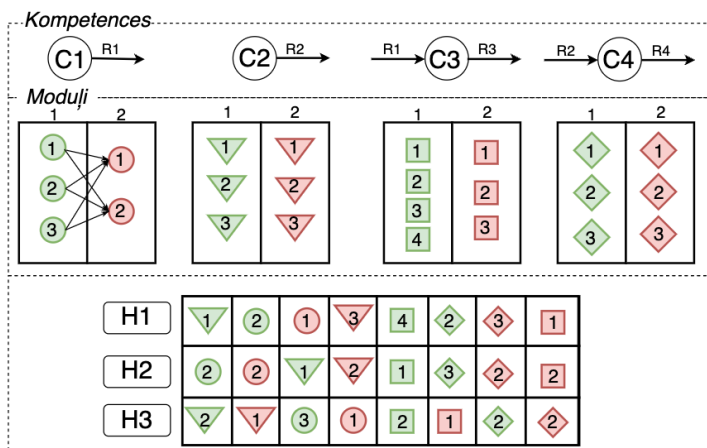 Kompetences
C1 R1 C2 R2 R1 C3 R3 R2 C4 R4
Moduļi
1 2 1 2 1 2 1 2
1 1 1 1 1 1 1
2 2 2 2 2 2 2
3 3 3 3 3 3 3
4
H1 1 2 1 3 4 2 3 1
H2 2 2 1 2 1 3 2 2
H3 2 1 3 1 2 1 2 2